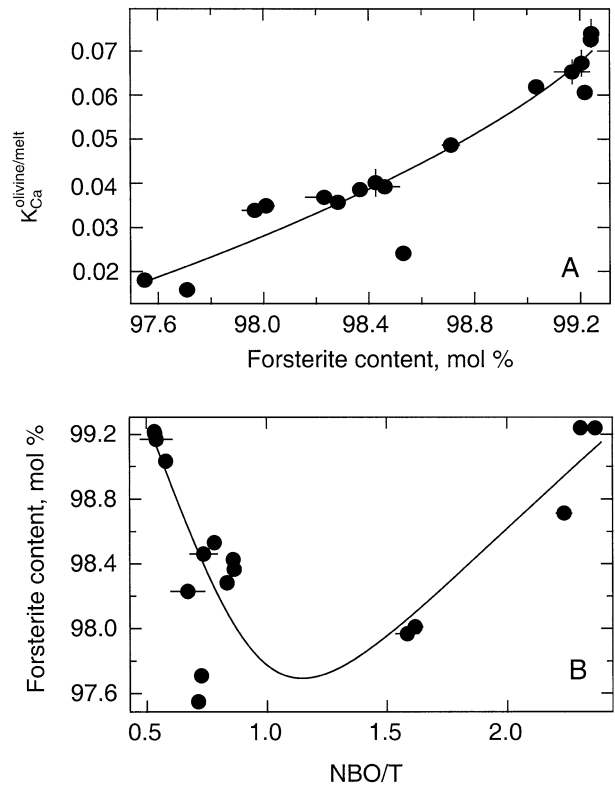 0.07
0.06
0.05
0.04
0.03
0.02
K_Ca^olivine/melt
A
97.6 98.0 98.4 98.8 99.2
Forsterite content, mol %
99.2
98.8
98.4
98.0
97.6
Forsterite content, mol %
B
0.5 1.0 1.5 2.0
NBO/T